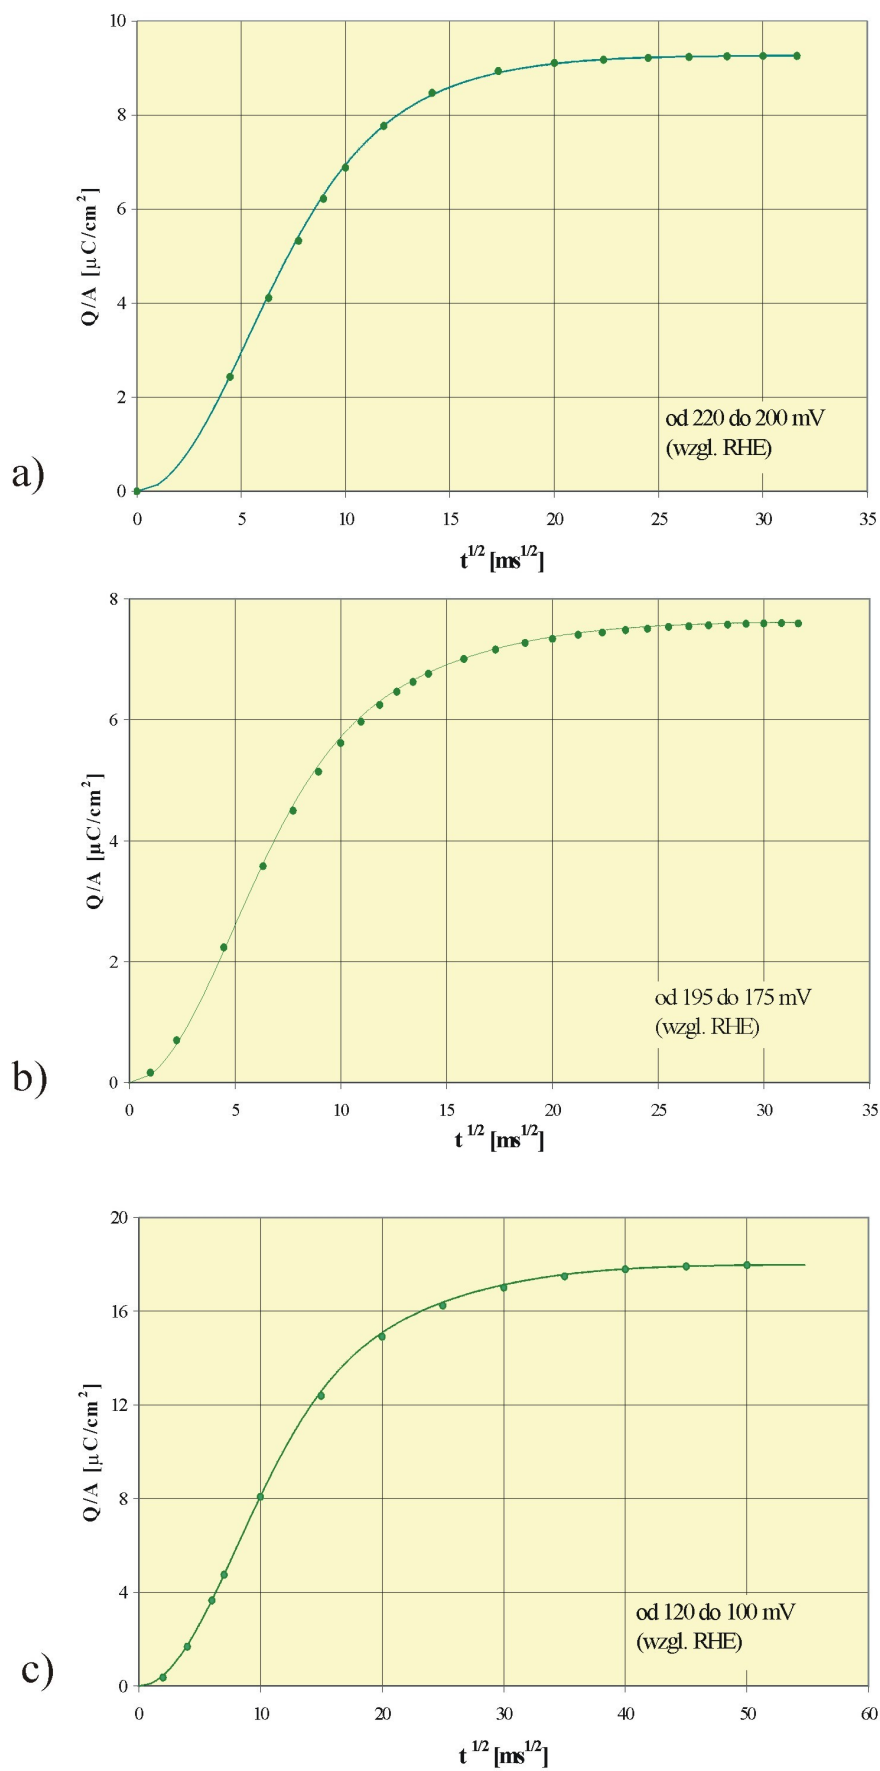 10
8
6
4
2
0
Q/A [μC/cm²]
od 220 do 200 mV
(wzgl. RHE)
a)
0 5 10 15 20 25 30 35
t^1/2 [ms^1/2]
8
6
4
2
0
Q/A [μC/cm²]
od 195 do 175 mV
(wzgl. RHE)
b)
0 5 10 15 20 25 30 35
t^1/2 [ms^1/2]
20
16
12
8
4
0
Q/A [μC/cm²]
od 120 do 100 mV
(wzgl. RHE)
c)
0 10 20 30 40 50 60
t^1/2 [ms^1/2]